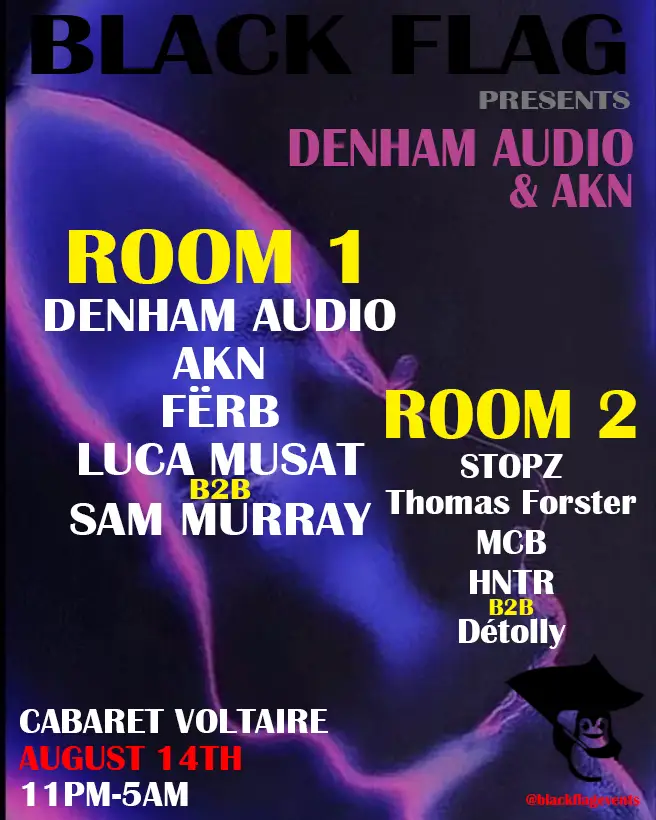 BLACK FLAG
PRESENTS
DENHAM AUDIO
& AKN
ROOM 1
DENHAM AUDIO
AKN
FËRB
LUCA MUSAT
B2B
SAM MURRAY
ROOM 2
STOPZ
Thomas Forster
MCB
HNTR
B2B
Détolly
CABARET VOLTAIRE
AUGUST 14TH
11PM-5AM
@blackflagevents